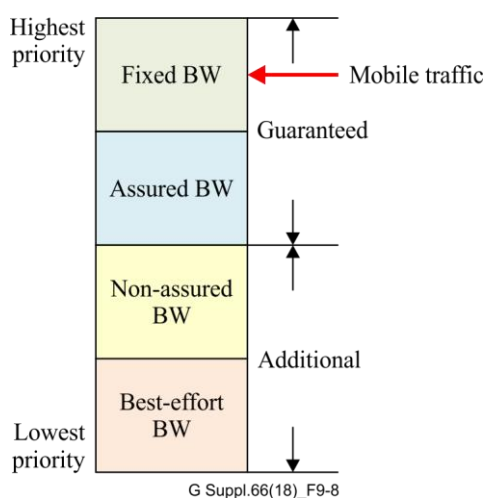 Highest
priority
Fixed BW
Mobile traffic
Guaranteed
Assured BW
Non-assured
BW
Additional
Best-effort
BW
Lowest
priority
G Suppl.66(18)_F9-8